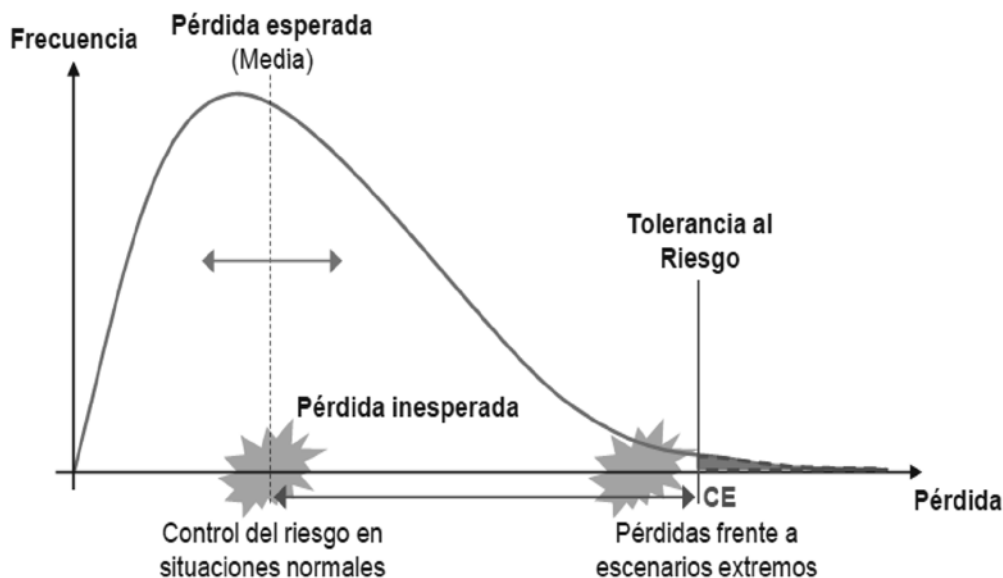 Frecuencia
Pérdida esperada
(Media)
Tolerancia al
Riesgo
Pérdida inesperada
CE
Pérdida
Control del riesgo en
situaciones normales
Pérdidas frente a
escenarios extremos